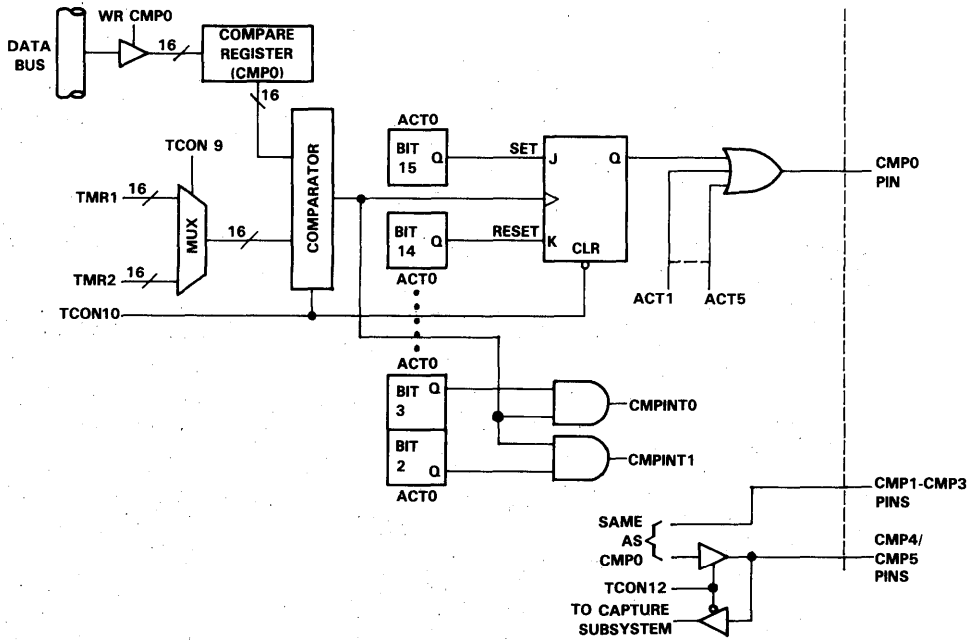 WR CMP0
DATA
BUS
16
COMPARE
REGISTER
(CMP0)
16
TCON 9
TMR1
16
MUX
16
TMR2
16
COMPARATOR
TCON10
ACT0
BIT
15
Q
SET
J
Q
BIT
14
Q
RESET
K
CLR
ACT0
CMP0
PIN
ACT1
ACT5
ACT0
BIT
3
Q
CMPINT0
BIT
2
Q
CMPINT1
ACT0
CMP1-CMP3
PINS
SAME
AS
CMP0
CMP4/
CMP5
PINS
TCON12
TO CAPTURE
SUBSYSTEM